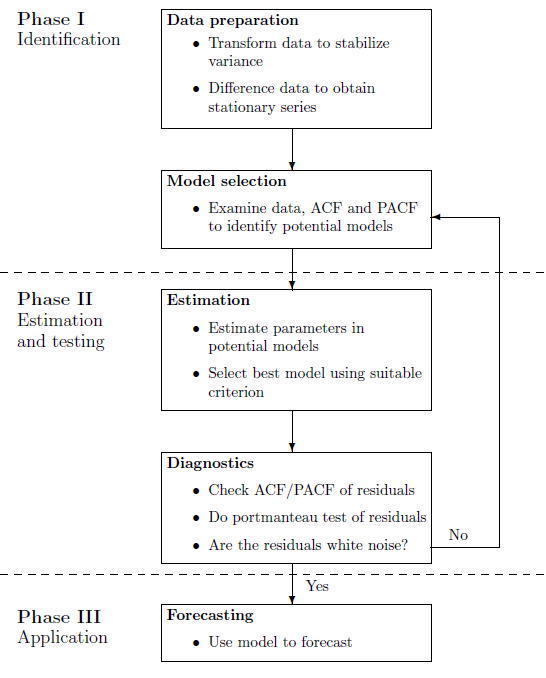 Phase I
Identification
Data preparation
• Transform data to stabilize
variance
• Difference data to obtain
stationary series
Model selection
• Examine data, ACF and PACF
to identify potential models
Phase II
Estimation
and testing
Estimation
• Estimate parameters in
potential models
• Select best model using suitable
criterion
Diagnostics
• Check ACF/PACF of residuals
• Do portmanteau test of residuals
• Are the residuals white noise?
No
Yes
Phase III
Application
Forecasting
• Use model to forecast